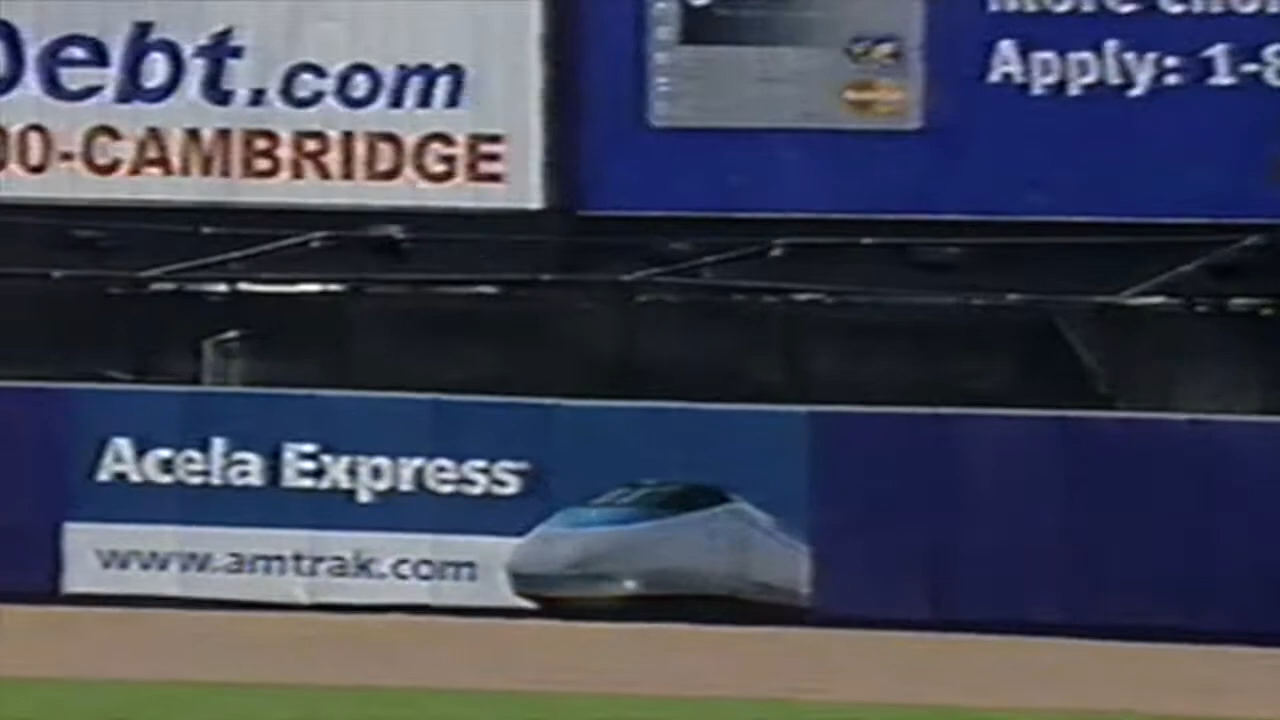 Debt.com
00-CAMBRIDGE
Apply: 1-8
Acela Express
www.amtrak.com